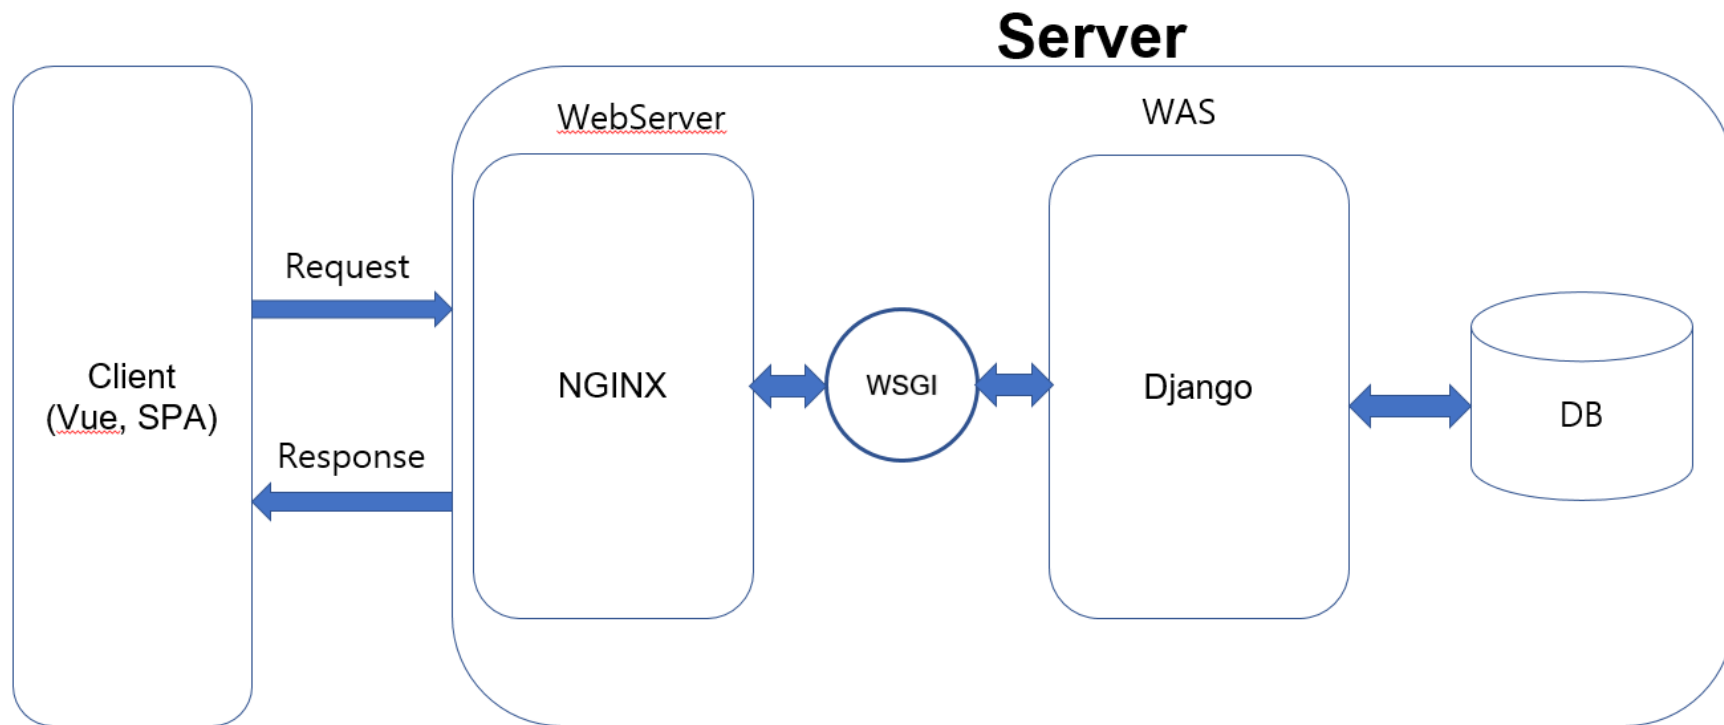 Server
WebServer
WAS
Request
Client
(Vue, SPA)
NGINX
WSGI
Django
DB
Response